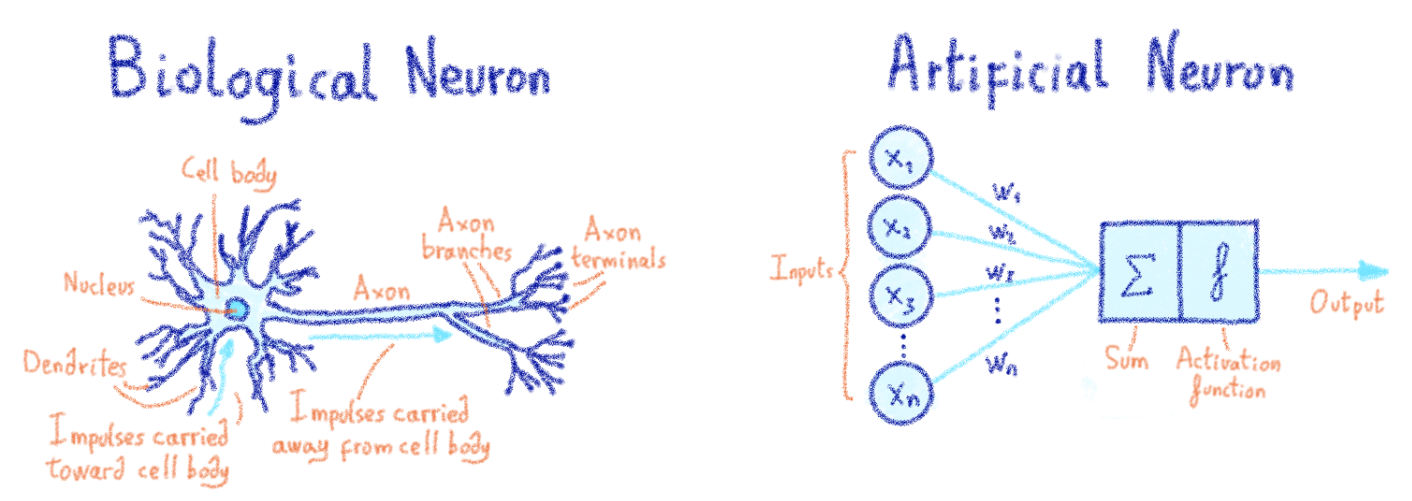 Biological Neuron
Cell body
Nucleus
Dendrites
Impulses carried
toward cell body
Axon
Impulses carried
away from cell body
Axon
branches
Axon
terminals
Artificial Neuron
Inputs
x₁
x₂
x₃
xₙ
w₁
w₂
w₃
wₙ
Σ
f
Sum
Activation
function
Output